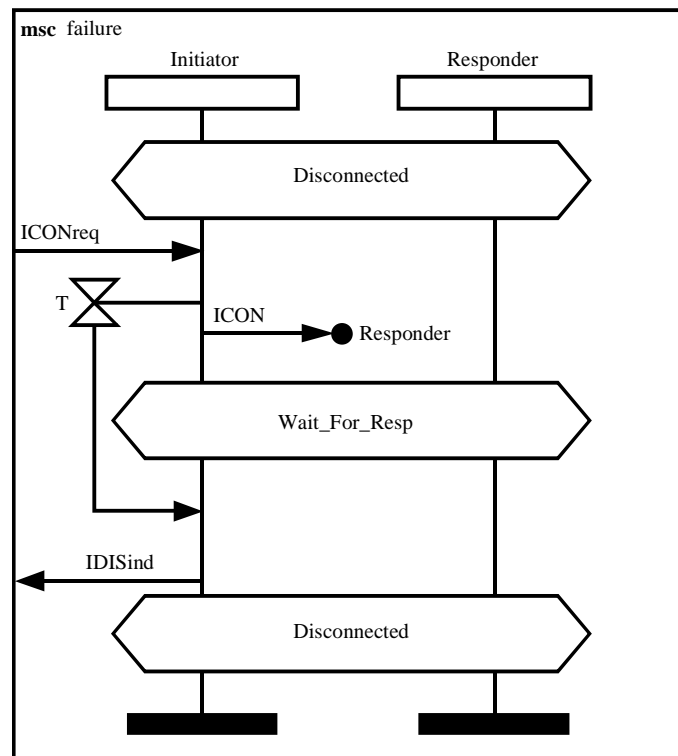 msc failure
Initiator
Responder
Disconnected
ICONreq
T
ICON
Responder
Wait_For_Resp
IDISind
Disconnected